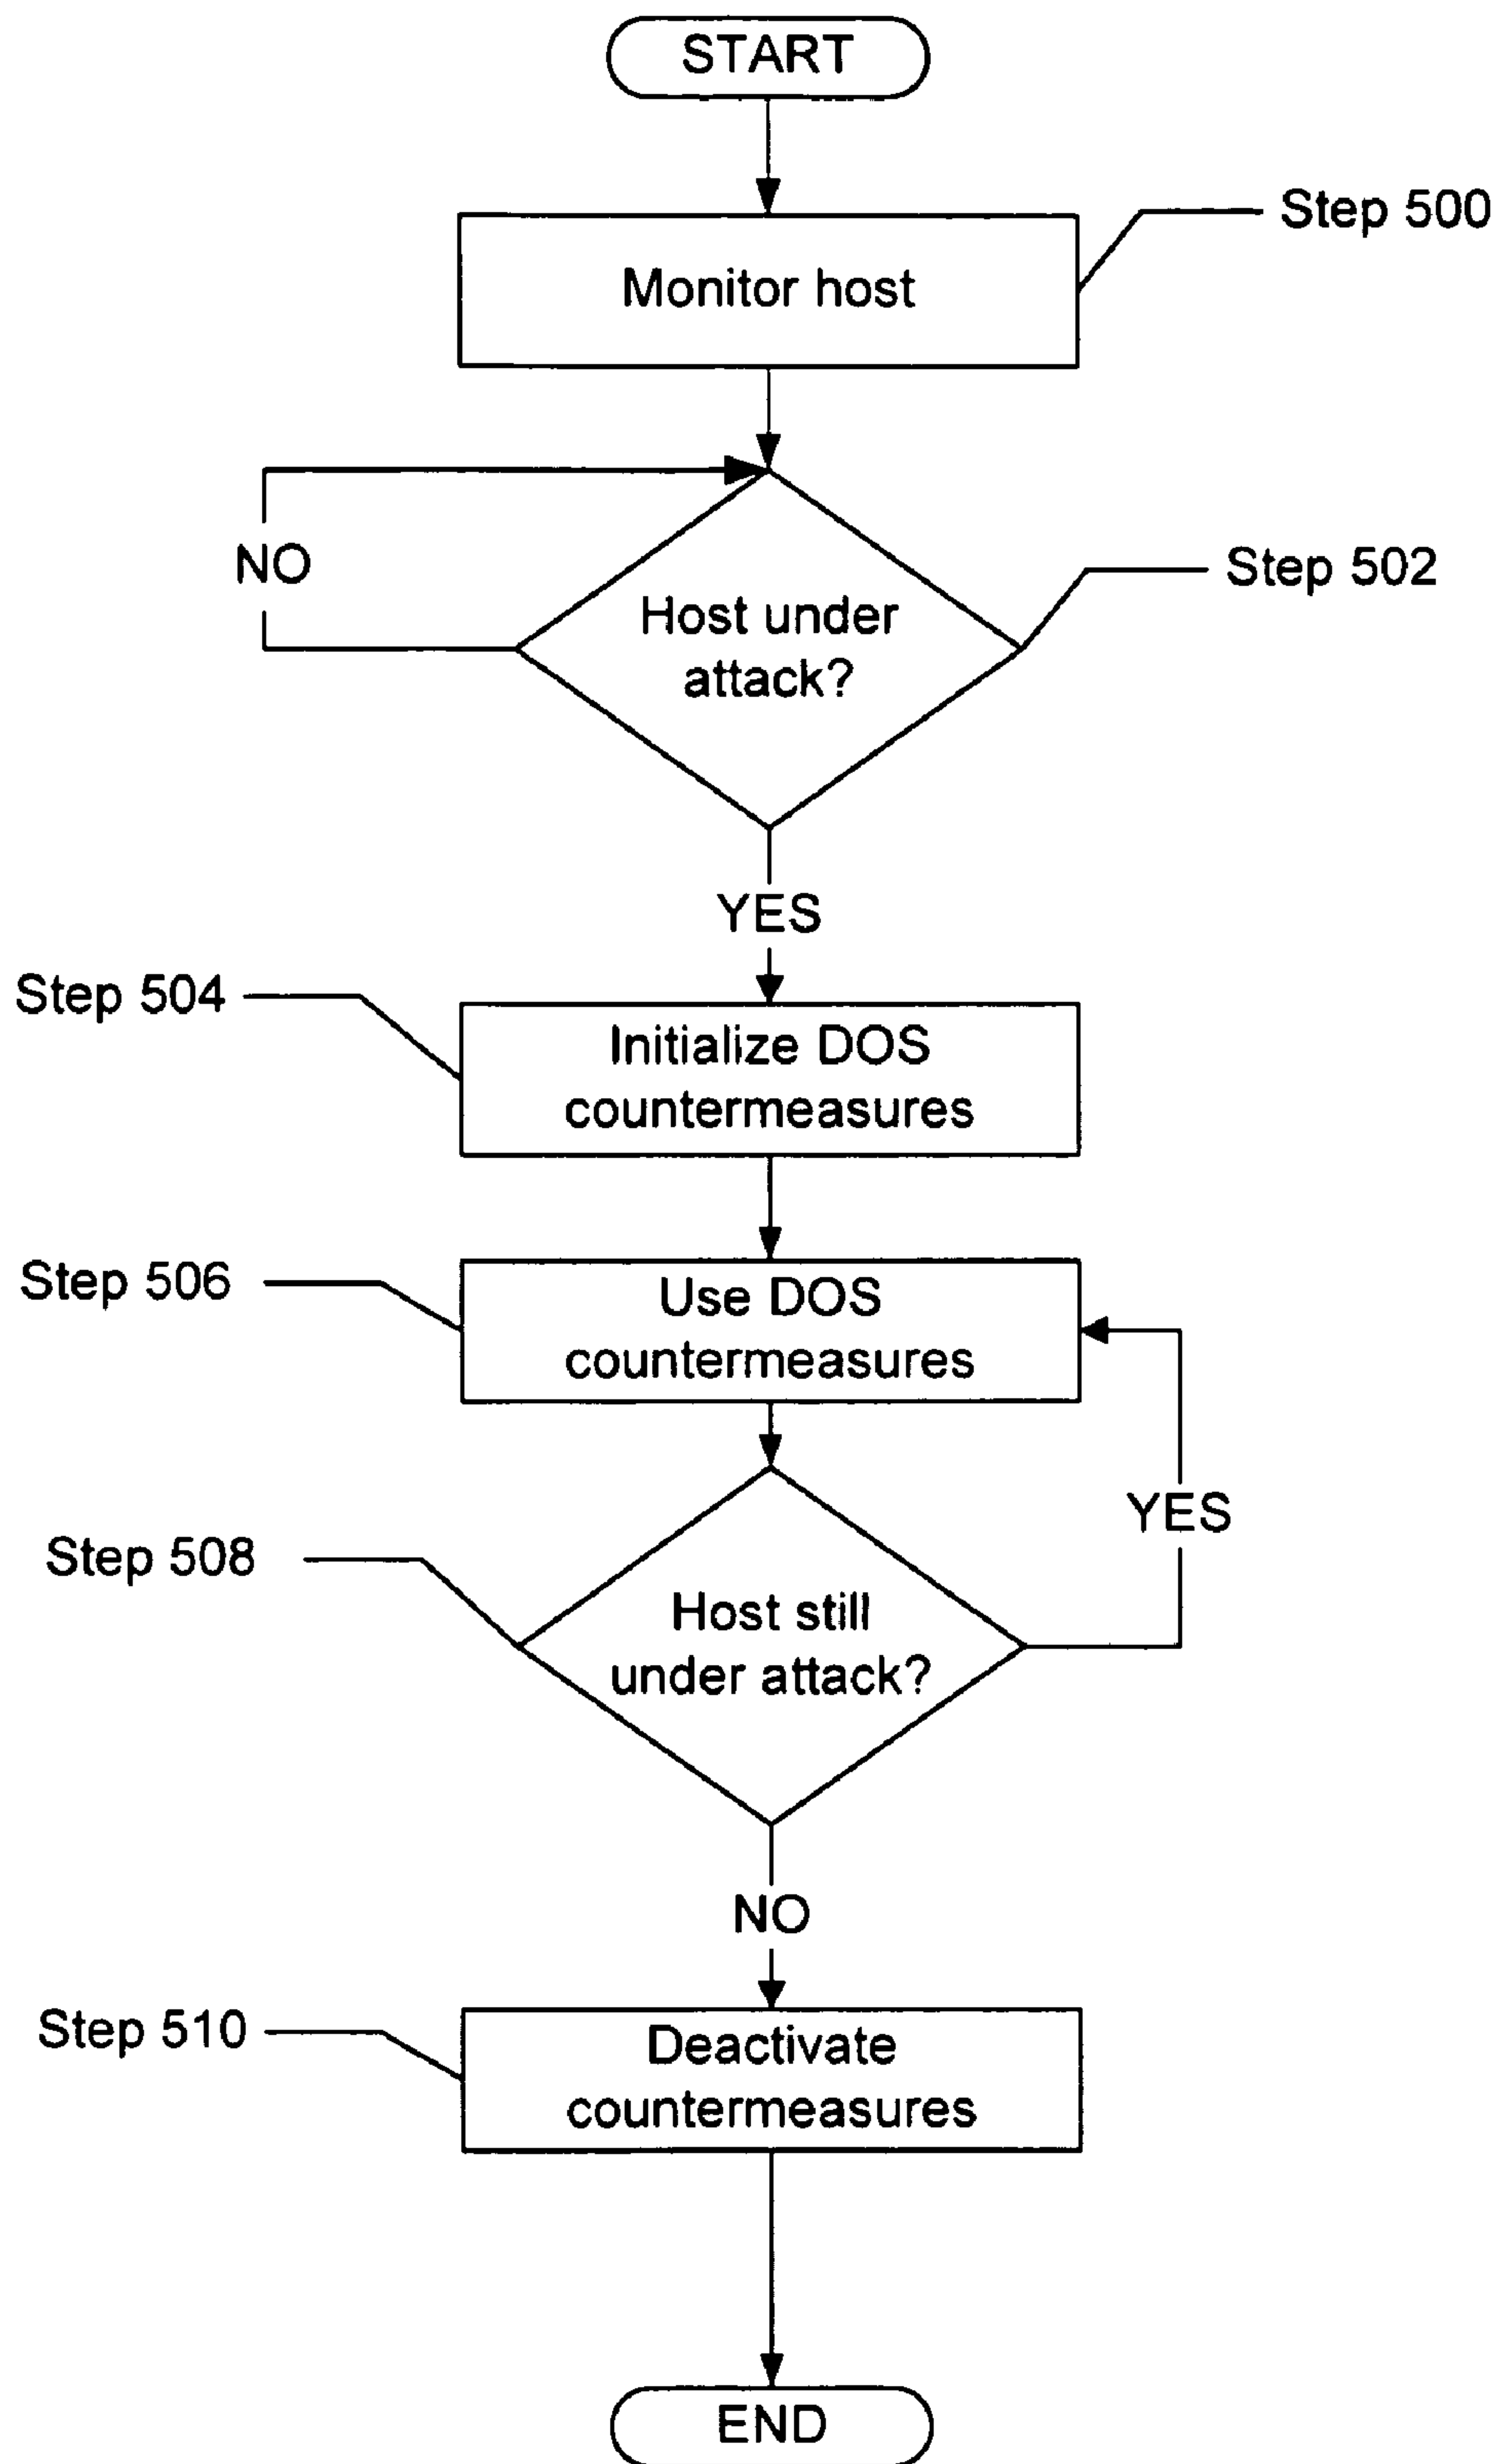 START
Step 500
Monitor host
NO
Step 502
Host under
attack?
YES
Step 504
Initialize DOS
countermeasures
Step 506
Use DOS
countermeasures
YES
Step 508
Host still
under attack?
NO
Step 510
Deactivate
countermeasures
END